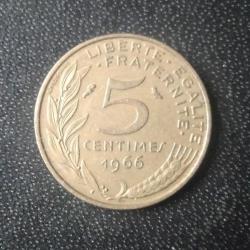 LIBERTE · EGALITE
FRATERNITE
5
CENTIMES
1966